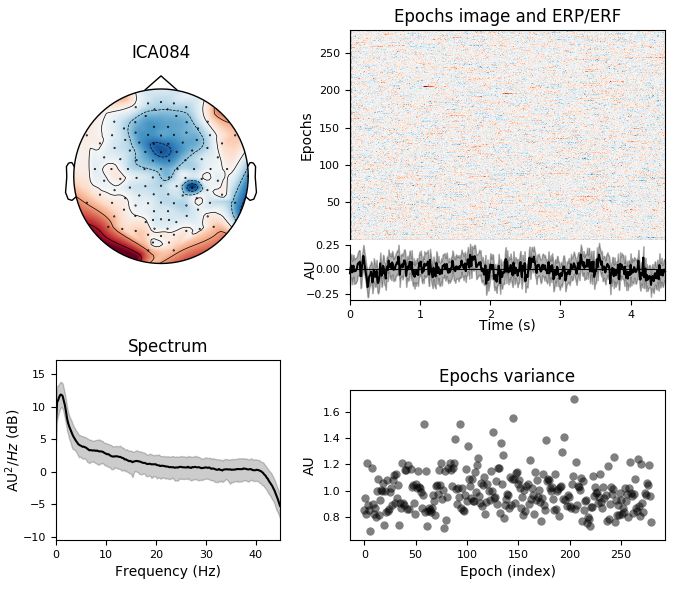 ICA084
Epochs image and ERP/ERF
Epochs
250
200
150
100
50
AU
0.25
0.00
−0.25
0 1 2 3 4
Time (s)
Spectrum
AU²/Hz (dB)
15
10
5
0
−5
−10
0 10 20 30 40
Frequency (Hz)
Epochs variance
AU
1.6
1.4
1.2
1.0
0.8
0 50 100 150 200 250
Epoch (index)